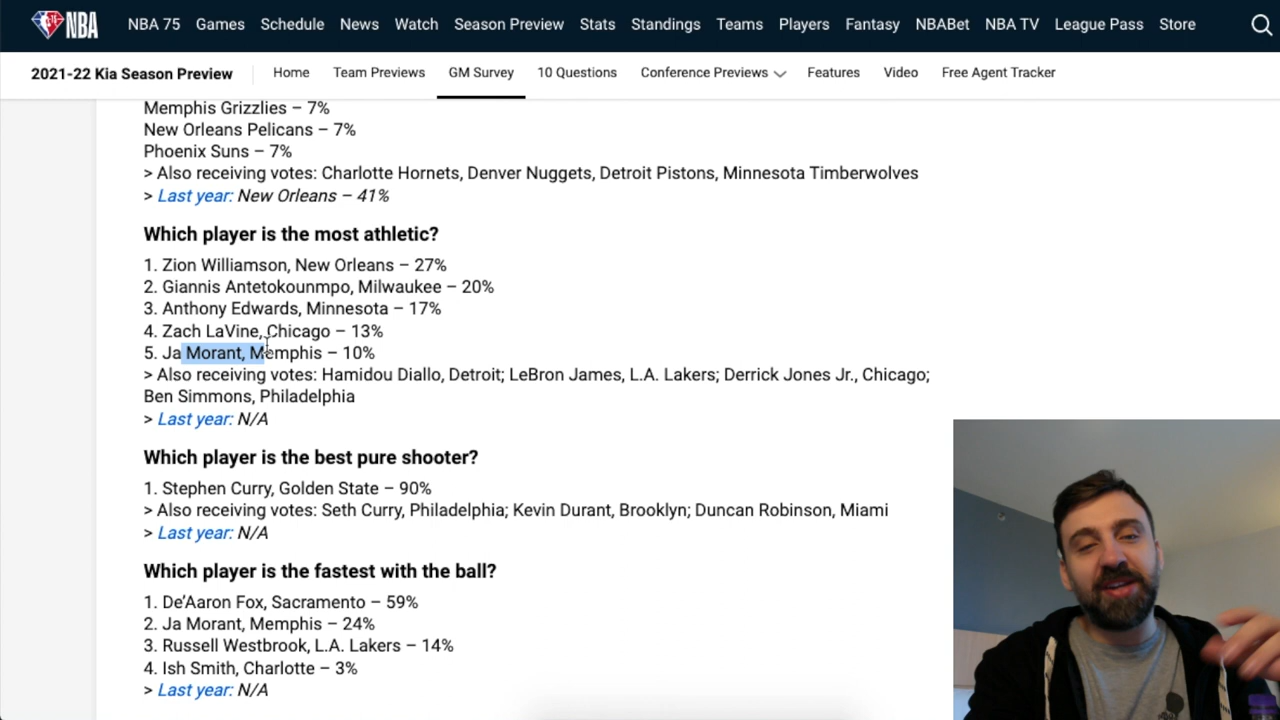 NBA
NBA 75 Games Schedule News Watch Season Preview Stats Standings Teams Players Fantasy NBABet NBA TV League Pass Store
2021-22 Kia Season Preview Home Team Previews GM Survey 10 Questions Conference Previews Features Video Free Agent Tracker
Memphis Grizzlies – 7%
New Orleans Pelicans – 7%
Phoenix Suns – 7%
> Also receiving votes: Charlotte Hornets, Denver Nuggets, Detroit Pistons, Minnesota Timberwolves
> Last year: New Orleans – 41%
Which player is the most athletic?
1. Zion Williamson, New Orleans – 27%
2. Giannis Antetokounmpo, Milwaukee – 20%
3. Anthony Edwards, Minnesota – 17%
4. Zach LaVine, Chicago – 13%
5. Ja Morant, Memphis – 10%
> Also receiving votes: Hamidou Diallo, Detroit; LeBron James, L.A. Lakers; Derrick Jones Jr., Chicago;
Ben Simmons, Philadelphia
> Last year: N/A
Which player is the best pure shooter?
1. Stephen Curry, Golden State – 90%
> Also receiving votes: Seth Curry, Philadelphia; Kevin Durant, Brooklyn; Duncan Robinson, Miami
> Last year: N/A
Which player is the fastest with the ball?
1. De’Aaron Fox, Sacramento – 59%
2. Ja Morant, Memphis – 24%
3. Russell Westbrook, L.A. Lakers – 14%
4. Ish Smith, Charlotte – 3%
> Last year: N/A